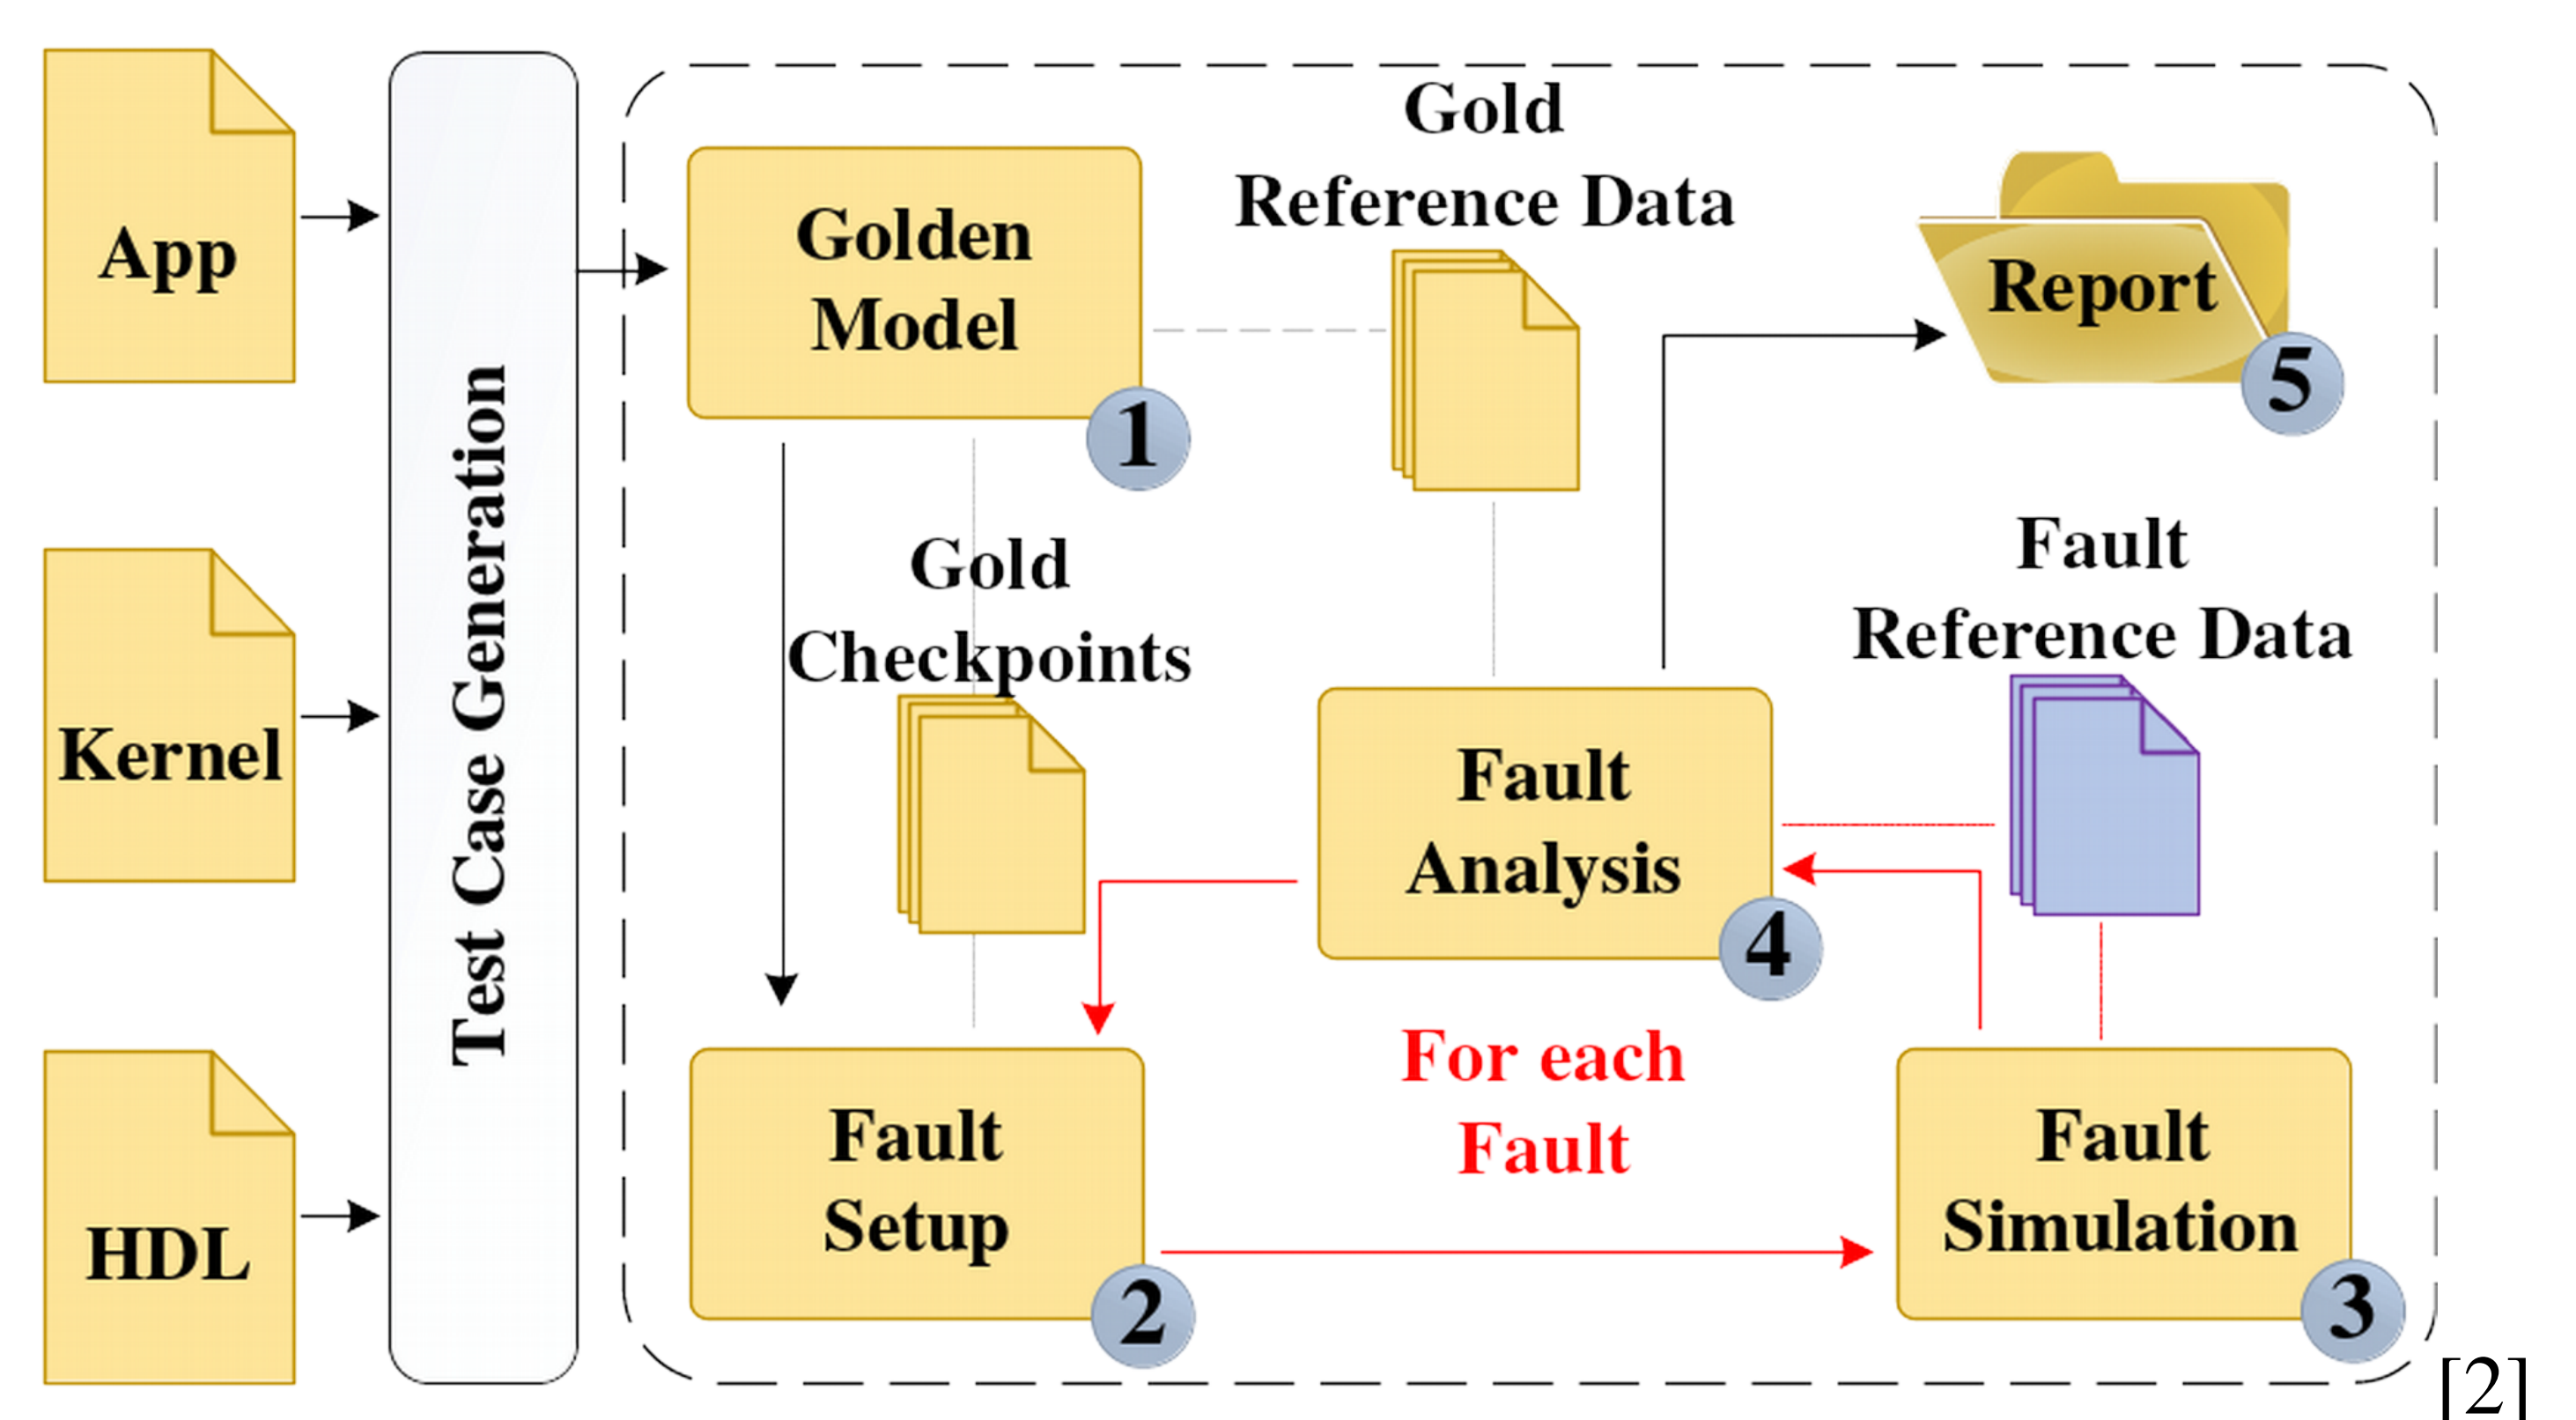 App
Kernel
HDL
Test Case Generation
Golden
Model
1
Gold
Reference Data
Report
5
Gold
Checkpoints
Fault
Reference Data
Fault
Analysis
4
For each
Fault
Fault
Setup
2
Fault
Simulation
3
[2]